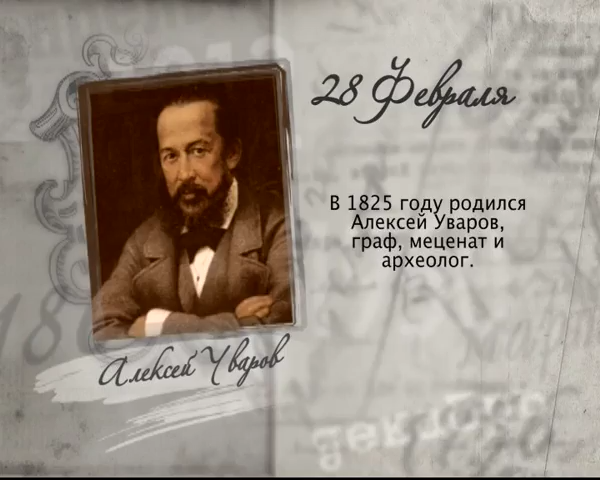 28 Февраля
В 1825 году родился
Алексей Уваров,
граф, меценат и
археолог.
Алексей Уваров